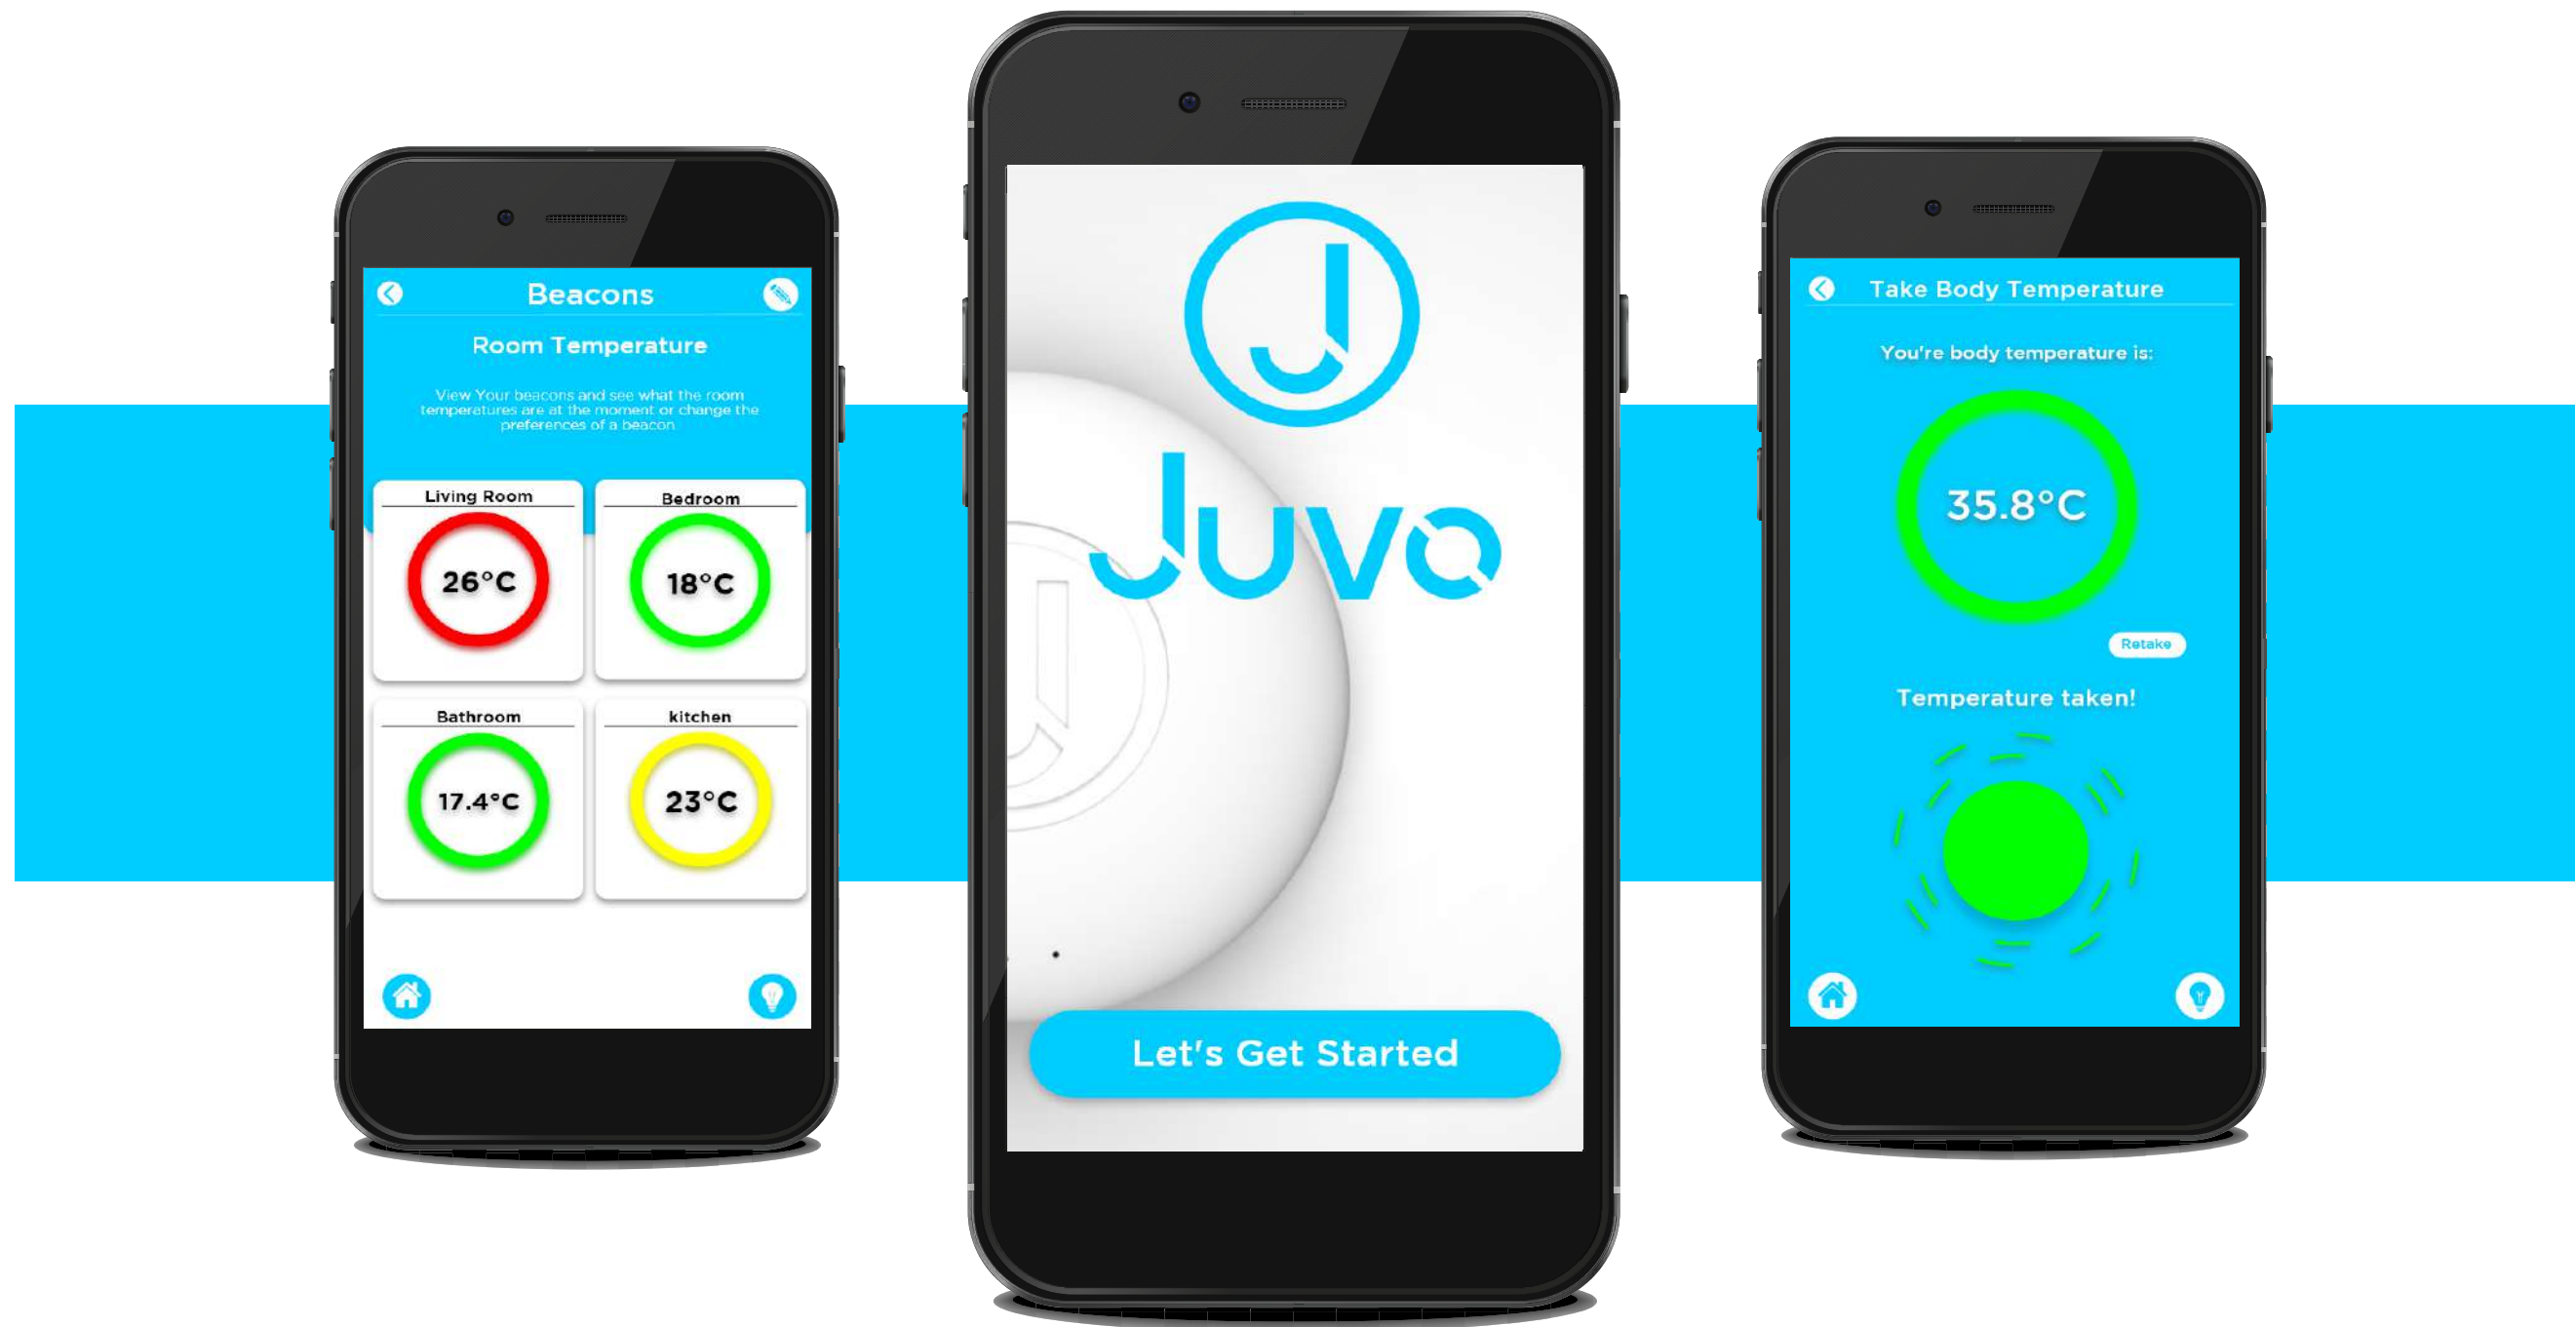 Beacons
Room Temperature
View Your beacons and see what the room
temperatures are at the moment or change the
preferences of a beacon
Living Room
Bedroom
26°C
18°C
Bathroom
kitchen
17.4°C
23°C
J
Juvo
Let's Get Started
Take Body Temperature
You're body temperature is:
35.8°C
Retake
Temperature taken!